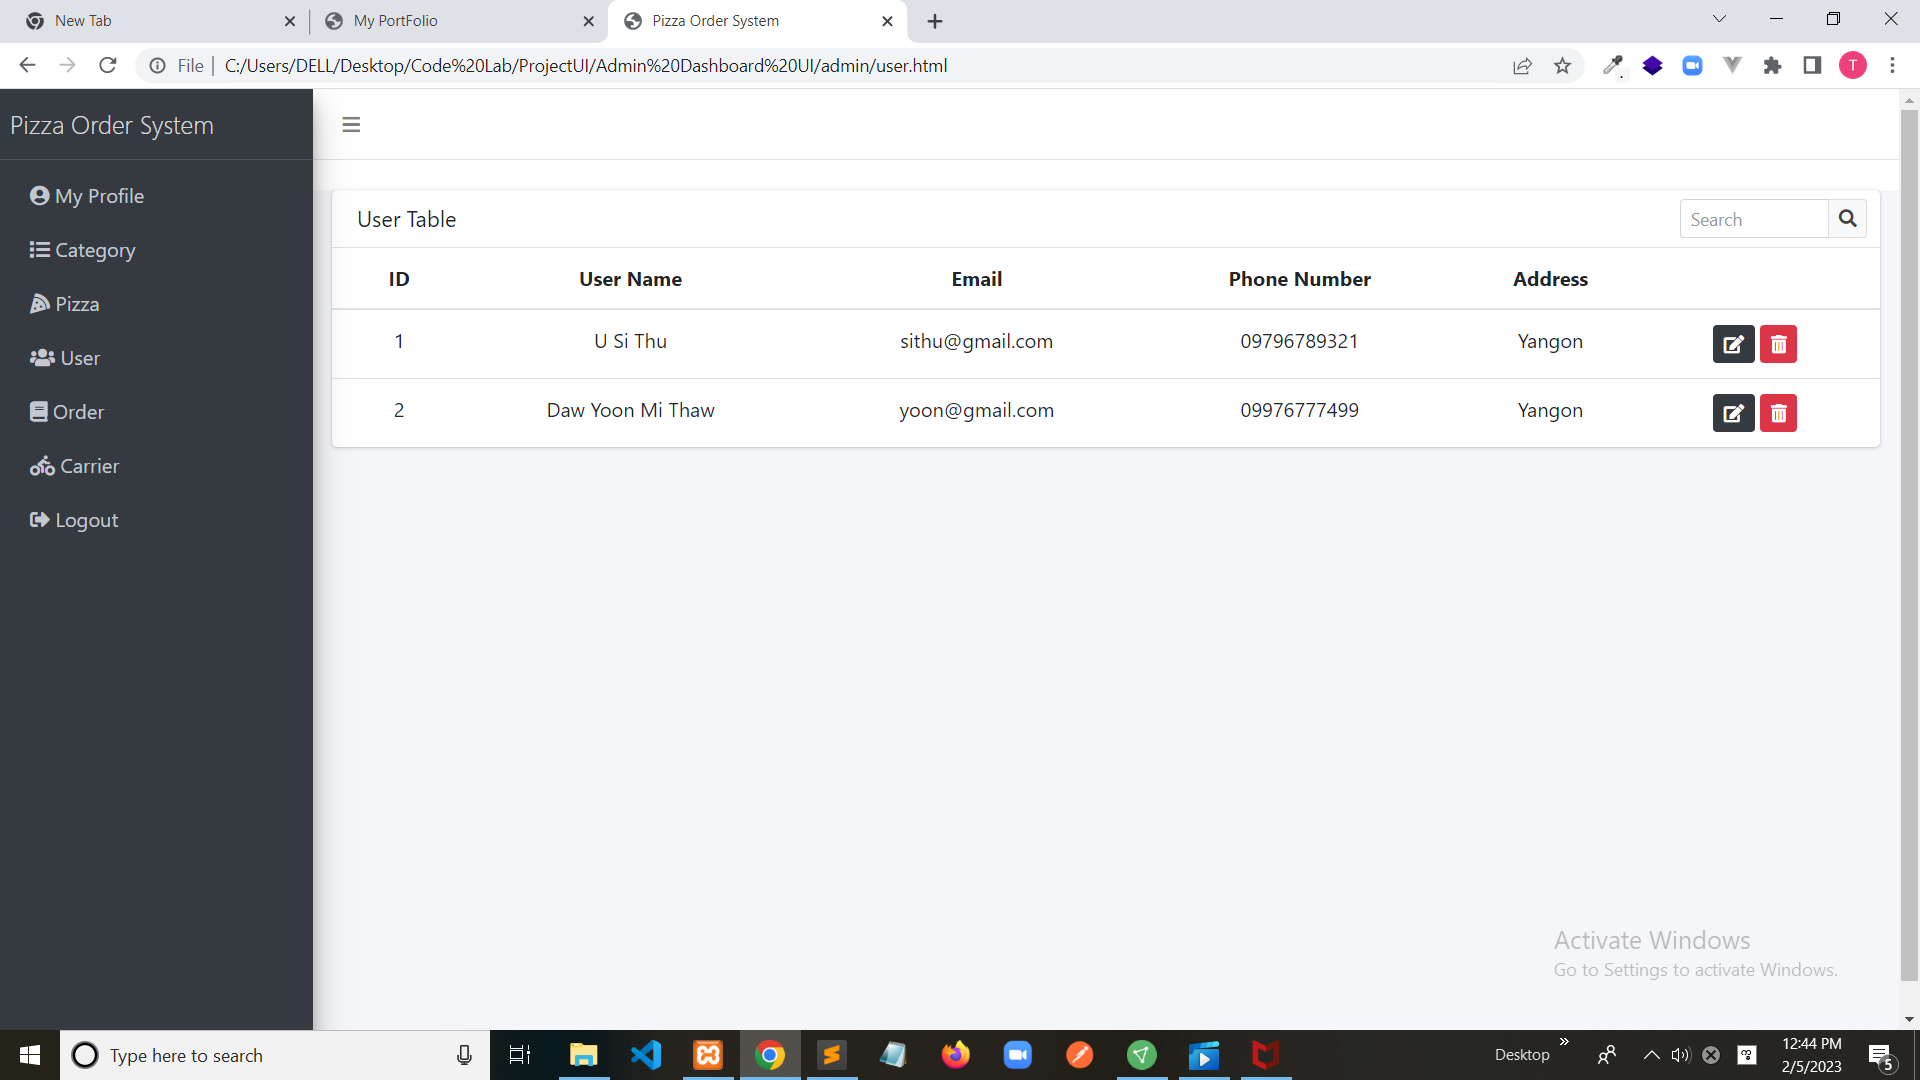 New Tab
My PortFolio
Pizza Order System
File
C:/Users/DELL/Desktop/Code%20Lab/ProjectUI/Admin%20Dashboard%20UI/admin/user.html
T
Pizza Order System
My Profile
Category
Pizza
User
Order
Carrier
Logout
User Table
Search
ID User Name Email Phone Number Address
1 U Si Thu sithu@gmail.com 09796789321 Yangon
2 Daw Yoon Mi Thaw yoon@gmail.com 09976777499 Yangon
Activate Windows
Go to Settings to activate Windows.
Type here to search
Desktop
12:44 PM
2/5/2023
5